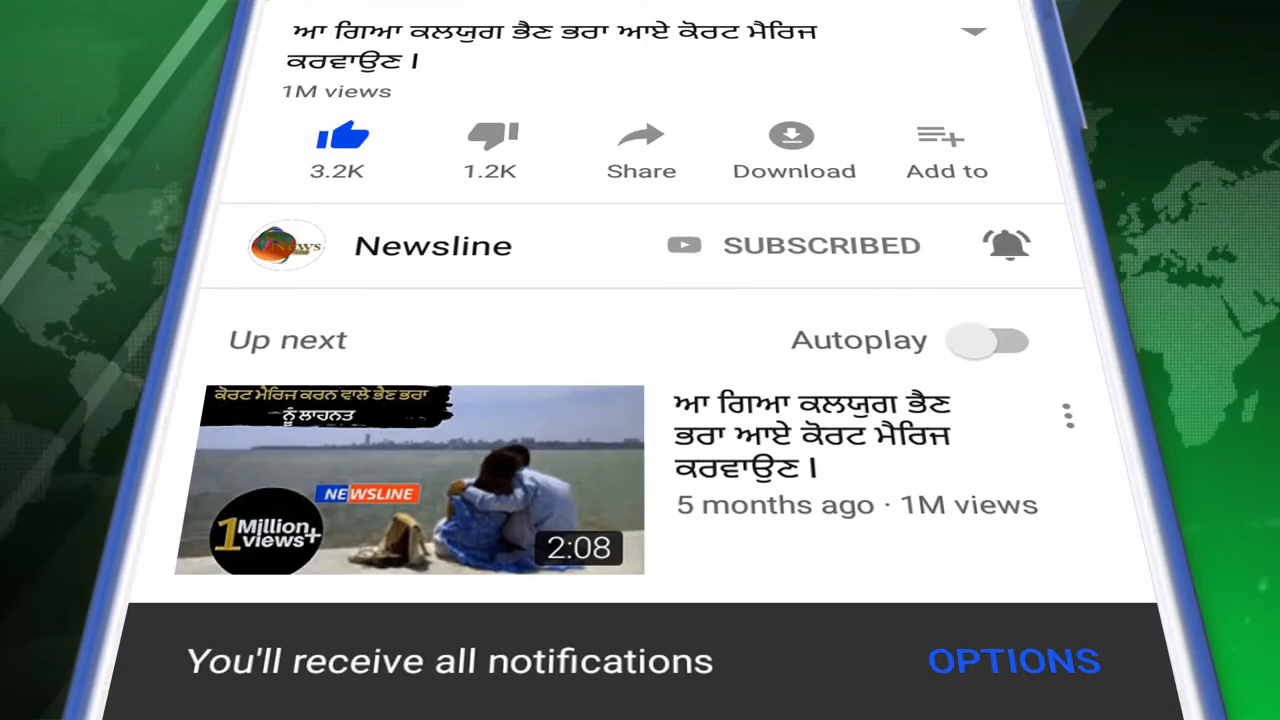 ਆ ਗਿਆ ਕਲਯੁਗ ਭੈਣ ਭਰਾ ਆਏ ਕੋਰਟ ਮੈਰਿਜ
ਕਰਵਾਉਣ ।
1M views
3.2K
1.2K
Share
Download
Add to
News
Newsline
SUBSCRIBED
Up next
Autoplay
ਕੋਰਟ ਮੈਰਿਜ ਕਰਨ ਵਾਲੇ ਭੈਣ ਭਰਾ
ਨੂੰ ਲਾਹਨਤ
NEWSLINE
1Million+
views
2:08
ਆ ਗਿਆ ਕਲਯੁਗ ਭੈਣ
ਭਰਾ ਆਏ ਕੋਰਟ ਮੈਰਿਜ
ਕਰਵਾਉਣ ।
5 months ago · 1M views
You'll receive all notifications
OPTIONS